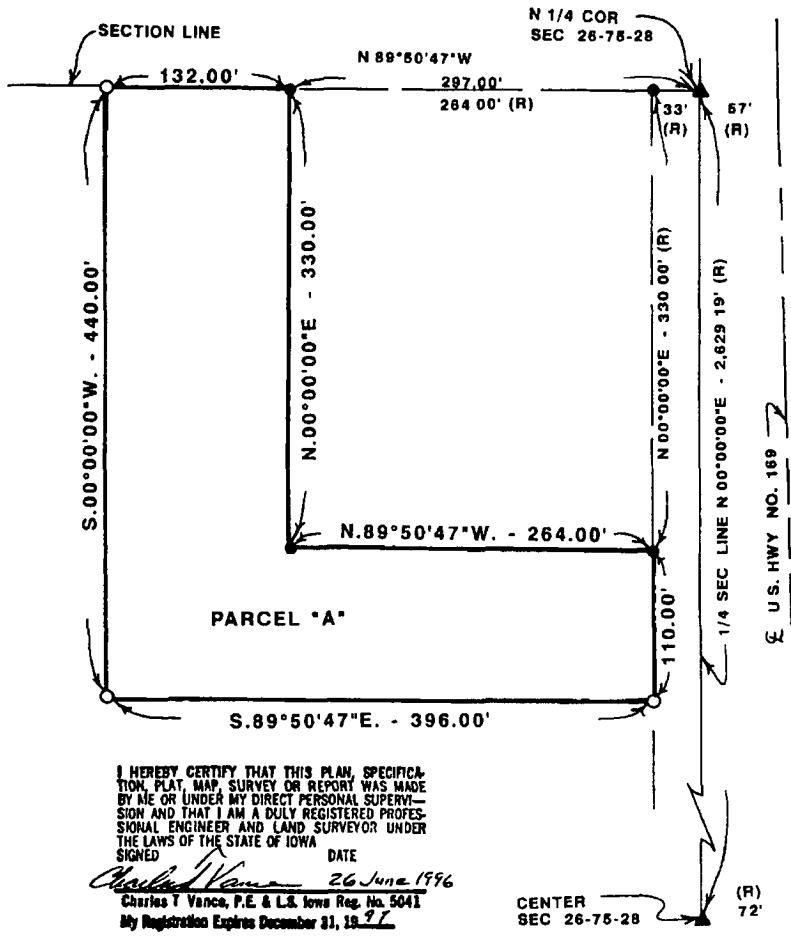 N 1/4 COR
SEC 26-75-28
SECTION LINE
N 89°50'47"W
132.00'
297.00'
264 00' (R)
33'
(R)
57'
(R)
S.00°00'00"W. - 440.00'
N.00°00'00"E - 330.00'
N 00°00'00"E - 330 00' (R)
1/4 SEC LINE N 00°00'00"E - 2,629 19' (R)
℄ U S. HWY NO. 169
N.89°50'47"W. - 264.00'
PARCEL "A"
110.00'
S.89°50'47"E. - 396.00'
I HEREBY CERTIFY THAT THIS PLAN, SPECIFICA-
TION, PLAT, MAP, SURVEY OR REPORT WAS MADE
BY ME OR UNDER MY DIRECT PERSONAL SUPERVI-
SION AND THAT I AM A DULY REGISTERED PROFES-
SIONAL ENGINEER AND LAND SURVEYOR UNDER
THE LAWS OF THE STATE OF IOWA
SIGNED DATE
Charles T Vance 26 June 1996
Charles T Vance, P.E. & L.S. Iowa Reg. No. 5041
My Registration Expires December 31, 1997
CENTER
SEC 26-75-28
(R)
72'